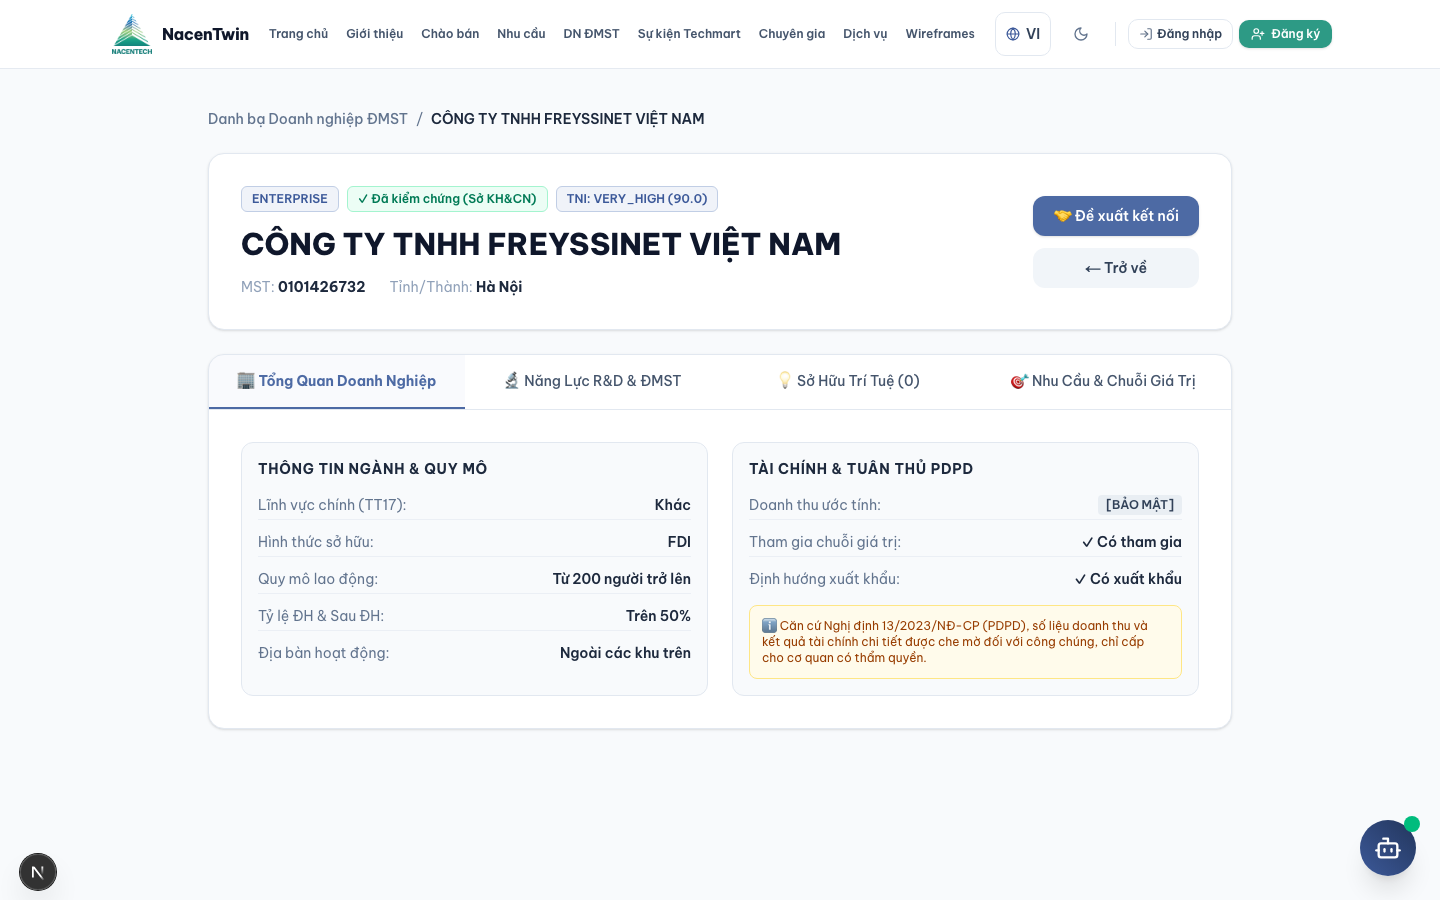 NACENTECH
NacenTwin
Trang chủ
Giới thiệu
Chào bán
Nhu cầu
DN ĐMST
Sự kiện Techmart
Chuyên gia
Dịch vụ
Wireframes
VI
Đăng nhập
Đăng ký
Danh bạ Doanh nghiệp ĐMST / CÔNG TY TNHH FREYSSINET VIỆT NAM
ENTERPRISE
✓ Đã kiểm chứng (Sở KH&CN)
TNI: VERY_HIGH (90.0)
CÔNG TY TNHH FREYSSINET VIỆT NAM
MST: 0101426732
Tỉnh/Thành: Hà Nội
🤝 Đề xuất kết nối
← Trở về
🏢 Tổng Quan Doanh Nghiệp
🔬 Năng Lực R&D & ĐMST
💡 Sở Hữu Trí Tuệ (0)
🎯 Nhu Cầu & Chuỗi Giá Trị
THÔNG TIN NGÀNH & QUY MÔ
Lĩnh vực chính (TT17): Khác
Hình thức sở hữu: FDI
Quy mô lao động: Từ 200 người trở lên
Tỷ lệ ĐH & Sau ĐH: Trên 50%
Địa bàn hoạt động: Ngoài các khu trên
TÀI CHÍNH & TUÂN THỦ PDPD
Doanh thu ước tính: [BẢO MẬT]
Tham gia chuỗi giá trị: ✓ Có tham gia
Định hướng xuất khẩu: ✓ Có xuất khẩu
ℹ️ Căn cứ Nghị định 13/2023/NĐ-CP (PDPD), số liệu doanh thu và
kết quả tài chính chi tiết được che mờ đối với công chúng, chỉ cấp
cho cơ quan có thẩm quyền.
N